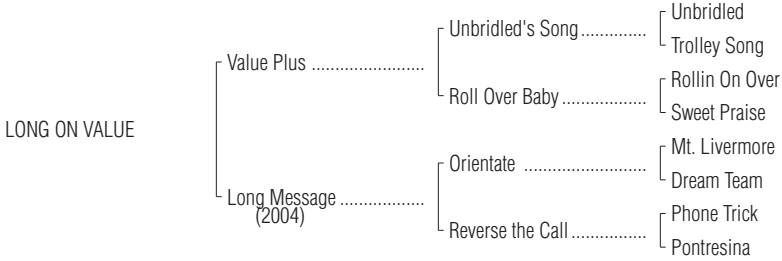 Unbridled
Unbridled's Song..............
Trolley Song
Value Plus ........................
Rollin On Over
Roll Over Baby..................
Sweet Praise
LONG ON VALUE
Mt. Livermore
Orientate ..........................
Dream Team
Long Message..................
(2004)
Phone Trick
Reverse the Call................
Pontresina